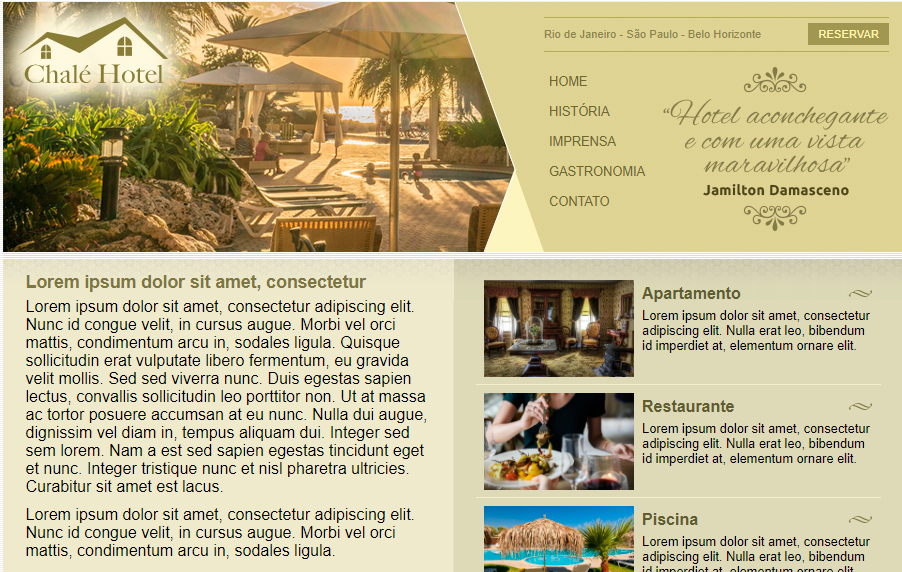 Chalé Hotel
Rio de Janeiro - São Paulo - Belo Horizonte
RESERVAR
HOME
HISTÓRIA
IMPRENSA
GASTRONOMIA
CONTATO
“Hotel aconchegante
e com uma vista
maravilhosa”
Jamilton Damasceno
Lorem ipsum dolor sit amet, consectetur
Lorem ipsum dolor sit amet, consectetur adipiscing elit.
Nunc id congue velit, in cursus augue. Morbi vel orci
mattis, condimentum arcu in, sodales ligula. Quisque
sollicitudin erat vulputate libero fermentum, eu gravida
velit mollis. Sed sed viverra nunc. Duis egestas sapien
lectus, convallis sollicitudin leo porttitor non. Ut at massa
ac tortor posuere accumsan at eu nunc. Nulla dui augue,
dignissim vel diam in, tempus aliquam dui. Integer sed
sem lorem. Nam a est sed sapien egestas tincidunt eget
et nunc. Integer tristique nunc et nisl pharetra ultricies.
Curabitur sit amet est lacus.
Lorem ipsum dolor sit amet, consectetur adipiscing elit.
Nunc id congue velit, in cursus augue. Morbi vel orci
mattis, condimentum arcu in, sodales ligula.
Apartamento
Lorem ipsum dolor sit amet, consectetur
adipiscing elit. Nulla erat leo, bibendum
id imperdiet at, elementum ornare elit.
Restaurante
Lorem ipsum dolor sit amet, consectetur
adipiscing elit. Nulla erat leo, bibendum
id imperdiet at, elementum ornare elit.
Piscina
Lorem ipsum dolor sit amet, consectetur
adipiscing elit. Nulla erat leo, bibendum
id imperdiet at, elementum ornare elit.